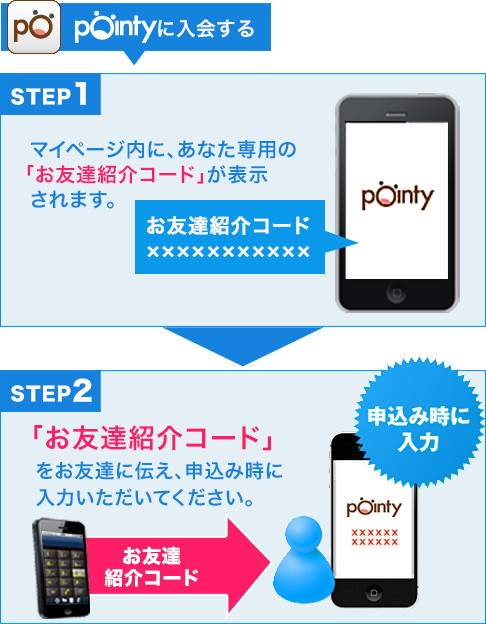 pO pointyに入会する
STEP1
マイページ内に、あなた専用の
「お友達紹介コード」が表示
されます。
pointy
お友達紹介コード
×××××××××××
STEP2
申込み時に
入力
「お友達紹介コード」
をお友達に伝え、申込み時に
入力いただいてください。
pointy
××××××
××××××
お友達
紹介コード